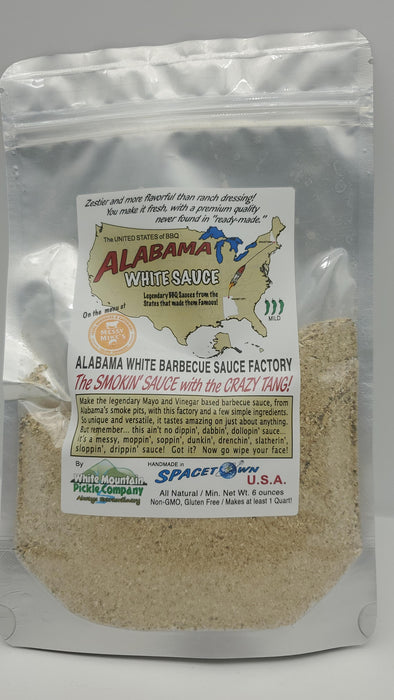 Zestier and more flavorful than ranch dressing!
You make it fresh, with a premium quality
never found in "ready-made."
The UNITED STATES of BBQ
ALABAMA
WHITE SAUCE
Legendary BBQ Sauces from the
States that made them Famous!
On the menu at
MESSY
MIKE'S
MILD
ALABAMA WHITE BARBECUE SAUCE FACTORY
The SMOKIN' SAUCE with the CRAZY TANG!
Make the legendary Mayo and Vinegar based barbecue sauce, from
Alabama's smoke pits, with this factory and a few simple ingredients.
So unique and versatile, it tastes amazing on just about anything.
But remember... this ain't no dippin', dabbin', dollopin' sauce...
it's a messy, moppin', soppin', dunkin', drenchin', slatherin',
sloppin', drippin' sauce! Got it? Now go wipe your face!
By
White Mountain
Pickle Company
Always Extraordinary
HANDMADE in
SPACETOWN
U.S.A.
All Natural / Min. Net Wt. 6 ounces
Non-GMO, Gluten Free / Makes at least 1 Quart!